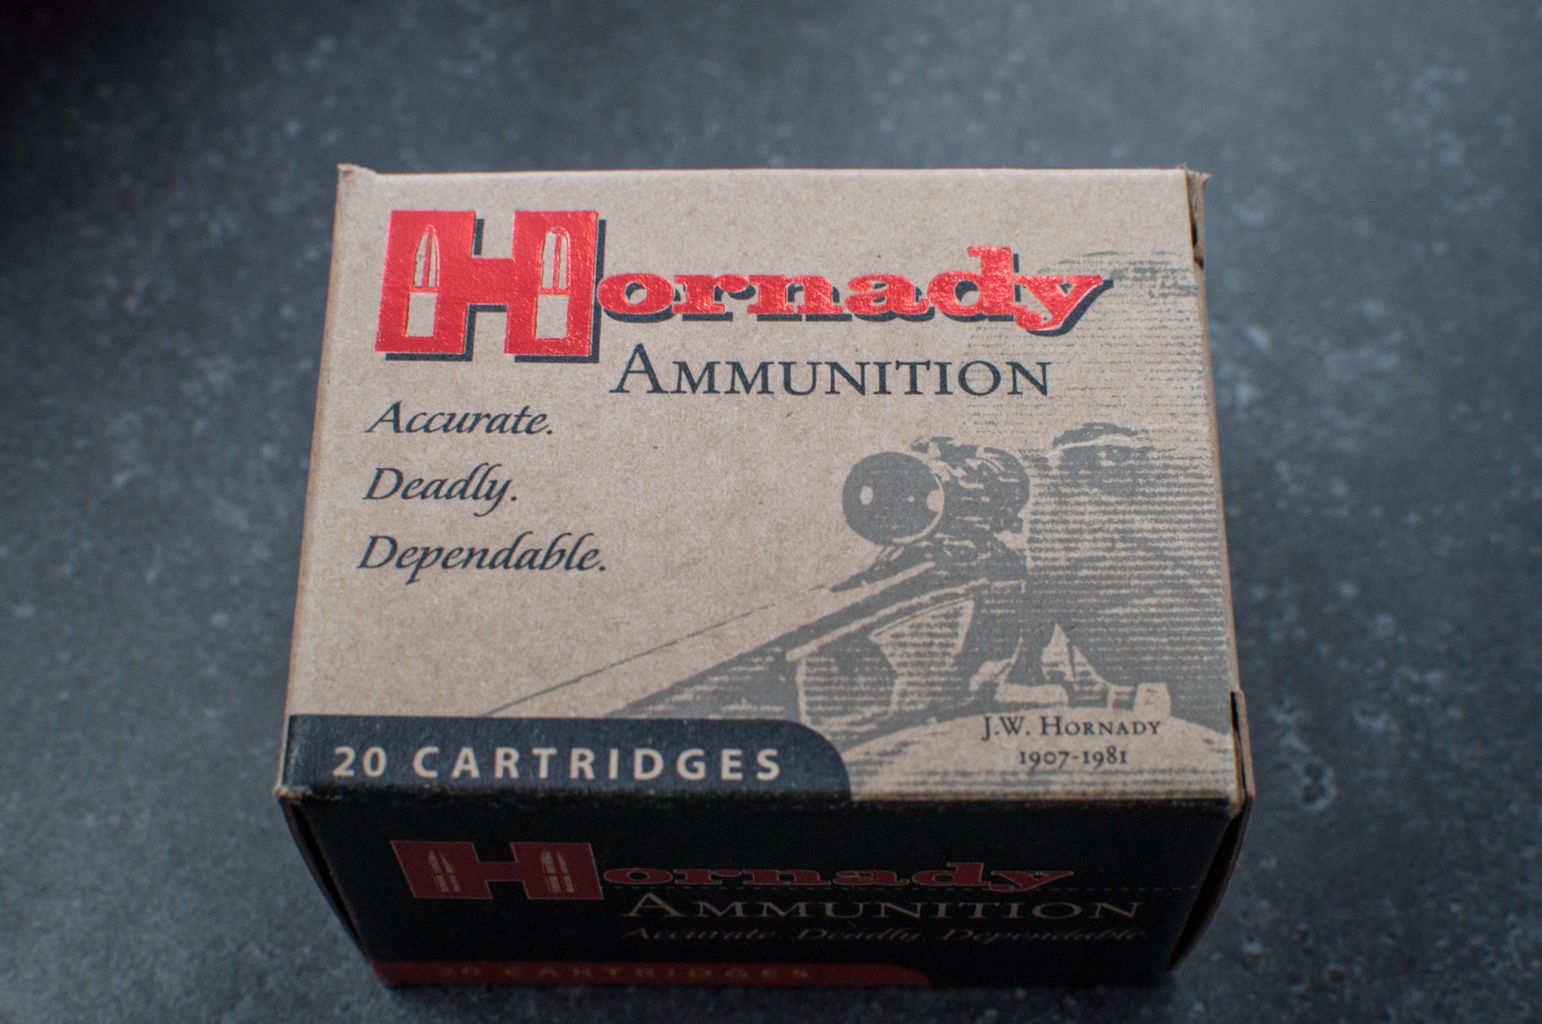 Hornady
AMMUNITION
Accurate.
Deadly.
Dependable.
J.W. HORNADY
1907-1981
20 CARTRIDGES
Hornady
AMMUNITION
Accurate. Deadly. Dependable.
20 CARTRIDGES